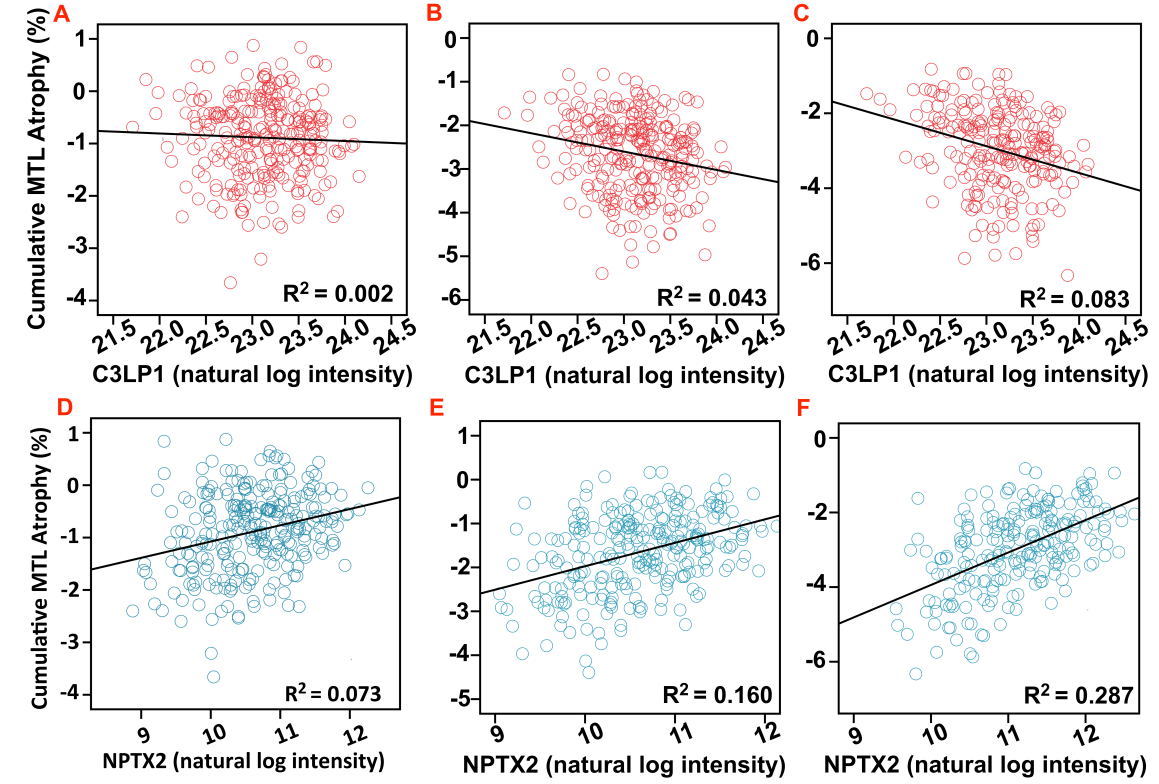 A
B
C
Cumulative MTL Atrophy (%)
1
0
-1
-2
-3
-4
0
-1
-2
-3
-4
-5
-6
0
-2
-4
-6
R² = 0.002
R² = 0.043
R² = 0.083
21.5 22.0 22.5 23.0 23.5 24.0 24.5
21.5 22.0 22.5 23.0 23.5 24.0 24.5
21.5 22.0 22.5 23.0 23.5 24.0 24.5
C3LP1 (natural log intensity)
C3LP1 (natural log intensity)
C3LP1 (natural log intensity)
D
E
F
Cumulative MTL Atrophy (%)
1
0
-1
-2
-3
-4
1
0
-1
-2
-3
-4
-5
0
-2
-4
-6
R² = 0.073
R² = 0.160
R² = 0.287
9 10 11 12
9 10 11 12
9 10 11 12
NPTX2 (natural log intensity)
NPTX2 (natural log intensity)
NPTX2 (natural log intensity)